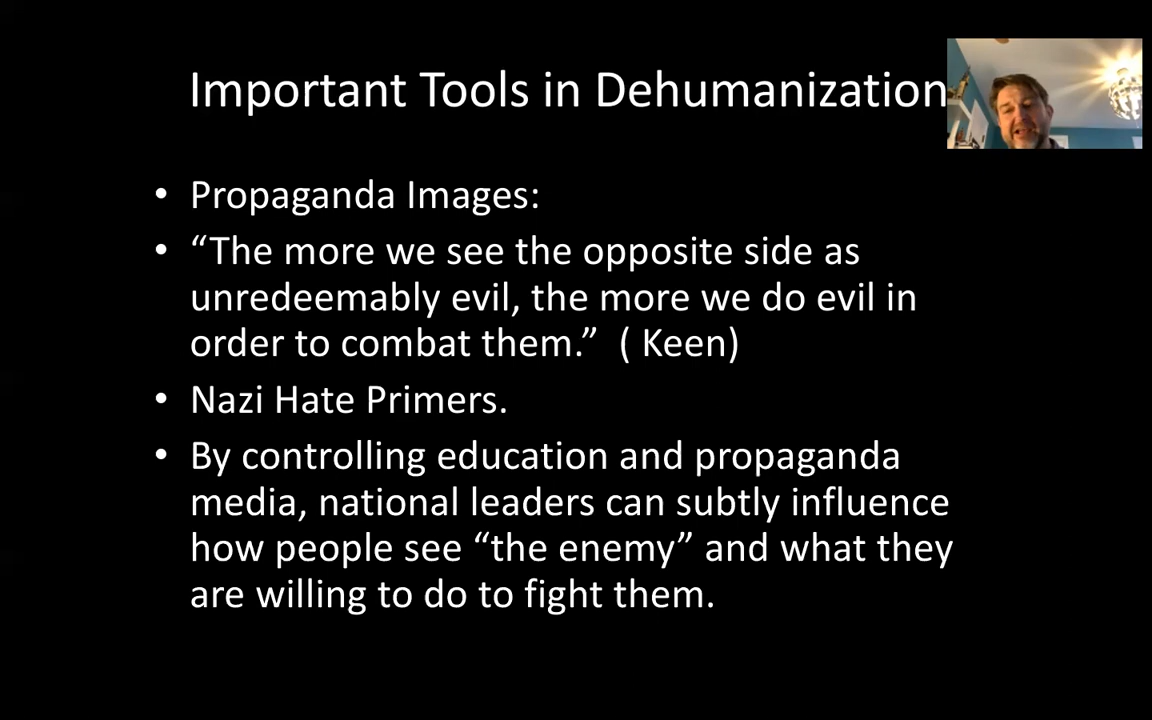 Important Tools in Dehumanization
• Propaganda Images:
• “The more we see the opposite side as
unredeemably evil, the more we do evil in
order to combat them.” ( Keen)
• Nazi Hate Primers.
• By controlling education and propaganda
media, national leaders can subtly influence
how people see “the enemy” and what they
are willing to do to fight them.